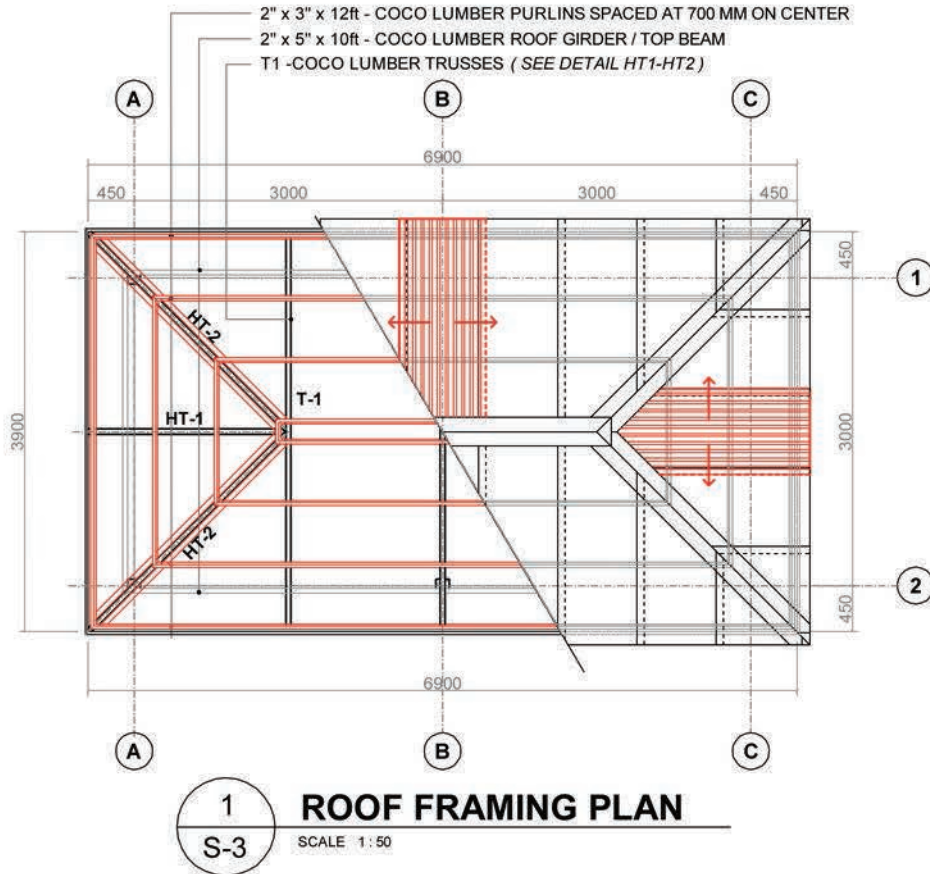 2" x 3" x 12ft - COCO LUMBER PURLINS SPACED AT 700 MM ON CENTER
2" x 5" x 10ft - COCO LUMBER ROOF GIRDER / TOP BEAM
T1 -COCO LUMBER TRUSSES ( SEE DETAIL HT1-HT2 )
A B C
6900
450 3000 3000 450
450
1
HT-2
T-1
HT-1
3900
3000
HT-2
2
450
6900
A B C
1
S-3
ROOF FRAMING PLAN
SCALE 1 : 50